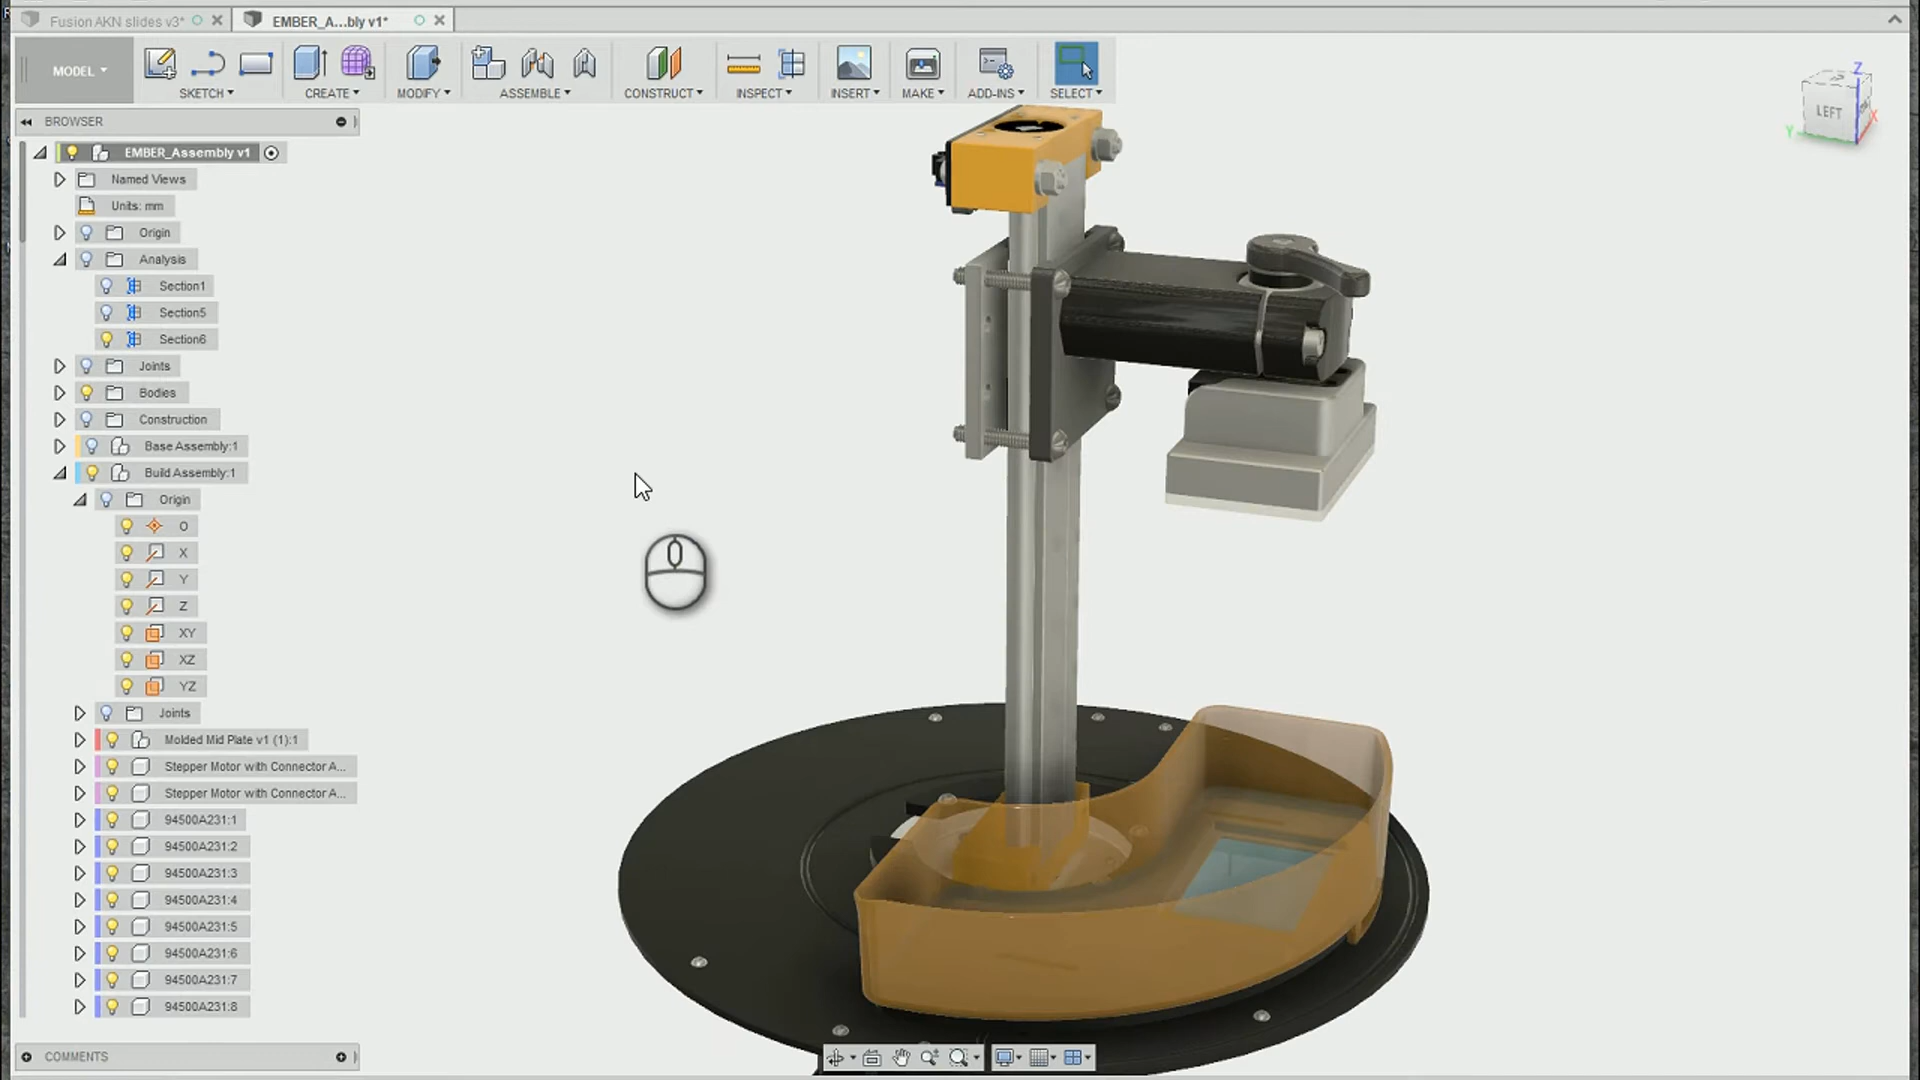 Fusion AKN slides v3*
EMBER_A...bly v1*
MODEL
SKETCH
CREATE
MODIFY
ASSEMBLE
CONSTRUCT
INSPECT
INSERT
MAKE
ADD-INS
SELECT
Z
LEFT
X
Y
BROWSER
EMBER_Assembly v1
Named Views
Units: mm
Origin
Analysis
Section1
Section5
Section6
Joints
Bodies
Construction
Base Assembly:1
Build Assembly:1
Origin
O
X
Y
Z
XY
XZ
YZ
Joints
Molded Mid Plate v1 (1):1
Stepper Motor with Connector A...
Stepper Motor with Connector A...
94500A231:1
94500A231:2
94500A231:3
94500A231:4
94500A231:5
94500A231:6
94500A231:7
94500A231:8
COMMENTS